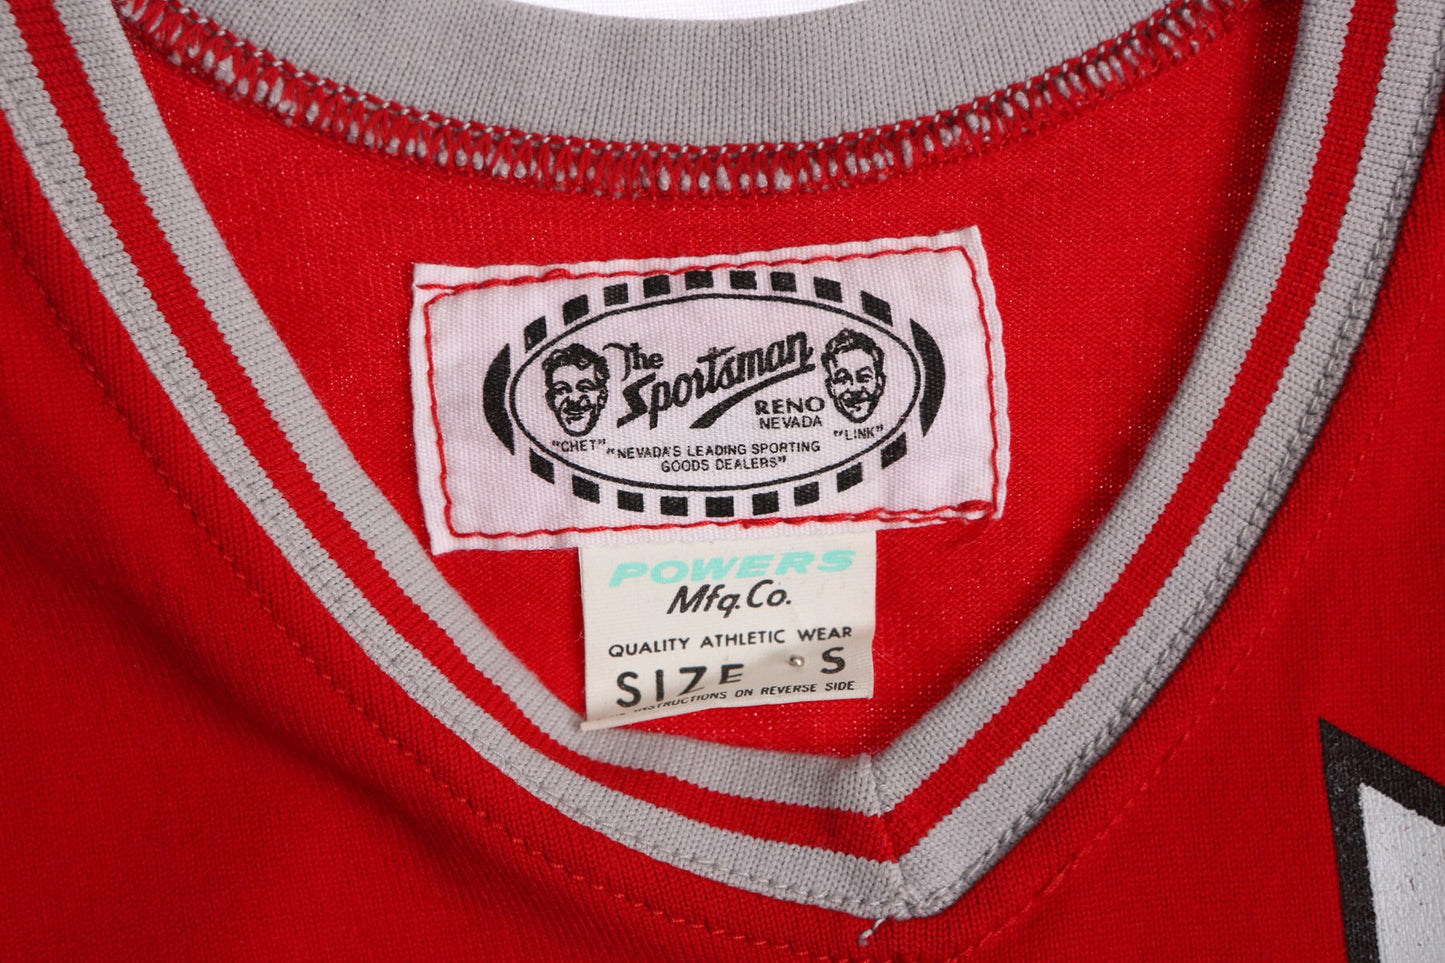 The
Sportsman
RENO
NEVADA
"CHET"
"LINK"
"NEVADA'S LEADING SPORTING
GOODS DEALERS"
POWERS
Mfg. Co.
QUALITY ATHLETIC WEAR
SIZE S
INSTRUCTIONS ON REVERSE SIDE